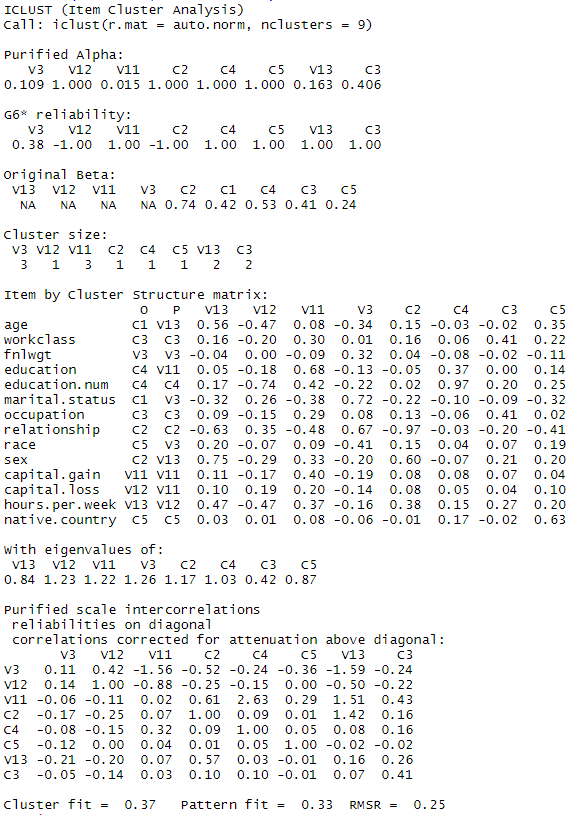 ICLUST (Item Cluster Analysis)
Call: iclust(r.mat = auto.norm, nclusters = 9)
Purified Alpha:
V3 V12 V11 C2 C4 C5 V13 C3
0.109 1.000 0.015 1.000 1.000 1.000 0.163 0.406
G6* reliability:
V3 V12 V11 C2 C4 C5 V13 C3
0.38 -1.00 1.00 -1.00 1.00 1.00 1.00 1.00
Original Beta:
V13 V12 V11 V3 C2 C1 C4 C3 C5
NA NA NA NA 0.74 0.42 0.53 0.41 0.24
Cluster size:
V3 V12 V11 C2 C4 C5 V13 C3
3 1 3 1 1 1 2 2
Item by Cluster Structure matrix:
O P V13 V12 V11 V3 C2 C4 C3 C5
age C1 V13 0.56 -0.47 0.08 -0.34 0.15 -0.03 -0.02 0.35
workclass C3 C3 0.16 -0.20 0.30 0.01 0.16 0.06 0.41 0.22
fnlwgt V3 V3 -0.04 0.00 -0.09 0.32 0.04 -0.08 -0.02 -0.11
education C4 V11 0.05 -0.18 0.68 -0.13 -0.05 0.37 0.00 0.14
education.num C4 C4 0.17 -0.74 0.42 -0.22 0.02 0.97 0.20 0.25
marital.status C1 V3 -0.32 0.26 -0.38 0.72 -0.22 -0.10 -0.09 -0.32
occupation C3 C3 0.09 -0.15 0.29 0.08 0.13 -0.06 0.41 0.02
relationship C2 C2 -0.63 0.35 -0.48 0.67 -0.97 -0.03 -0.20 -0.41
race C5 V3 0.20 -0.07 0.09 -0.41 0.15 0.04 0.07 0.19
sex C2 V13 0.75 -0.29 0.33 -0.20 0.60 -0.07 0.21 0.20
capital.gain V11 V11 0.11 -0.17 0.40 -0.19 0.08 0.08 0.07 0.04
capital.loss V12 V11 0.10 0.19 0.20 -0.14 0.08 0.05 0.04 0.10
hours.per.week V13 V12 0.47 -0.47 0.37 -0.16 0.38 0.15 0.27 0.20
native.country C5 C5 0.03 0.01 0.08 -0.06 -0.01 0.17 -0.02 0.63
With eigenvalues of:
V13 V12 V11 V3 C2 C4 C3 C5
0.84 1.23 1.22 1.26 1.17 1.03 0.42 0.87
Purified scale intercorrelations
reliabilities on diagonal
correlations corrected for attenuation above diagonal:
V3 V12 V11 C2 C4 C5 V13 C3
V3 0.11 0.42 -1.56 -0.52 -0.24 -0.36 -1.59 -0.24
V12 0.14 1.00 -0.88 -0.25 -0.15 0.00 -0.50 -0.22
V11 -0.06 -0.11 0.02 0.61 2.63 0.29 1.51 0.43
C2 -0.17 -0.25 0.07 1.00 0.09 0.01 1.42 0.16
C4 -0.08 -0.15 0.32 0.09 1.00 0.05 0.08 0.16
C5 -0.12 0.00 0.04 0.01 0.05 1.00 -0.02 -0.02
V13 -0.21 -0.20 0.07 0.57 0.03 -0.01 0.16 0.26
C3 -0.05 -0.14 0.03 0.10 0.10 -0.01 0.07 0.41
Cluster fit = 0.37 Pattern fit = 0.33 RMSR = 0.25